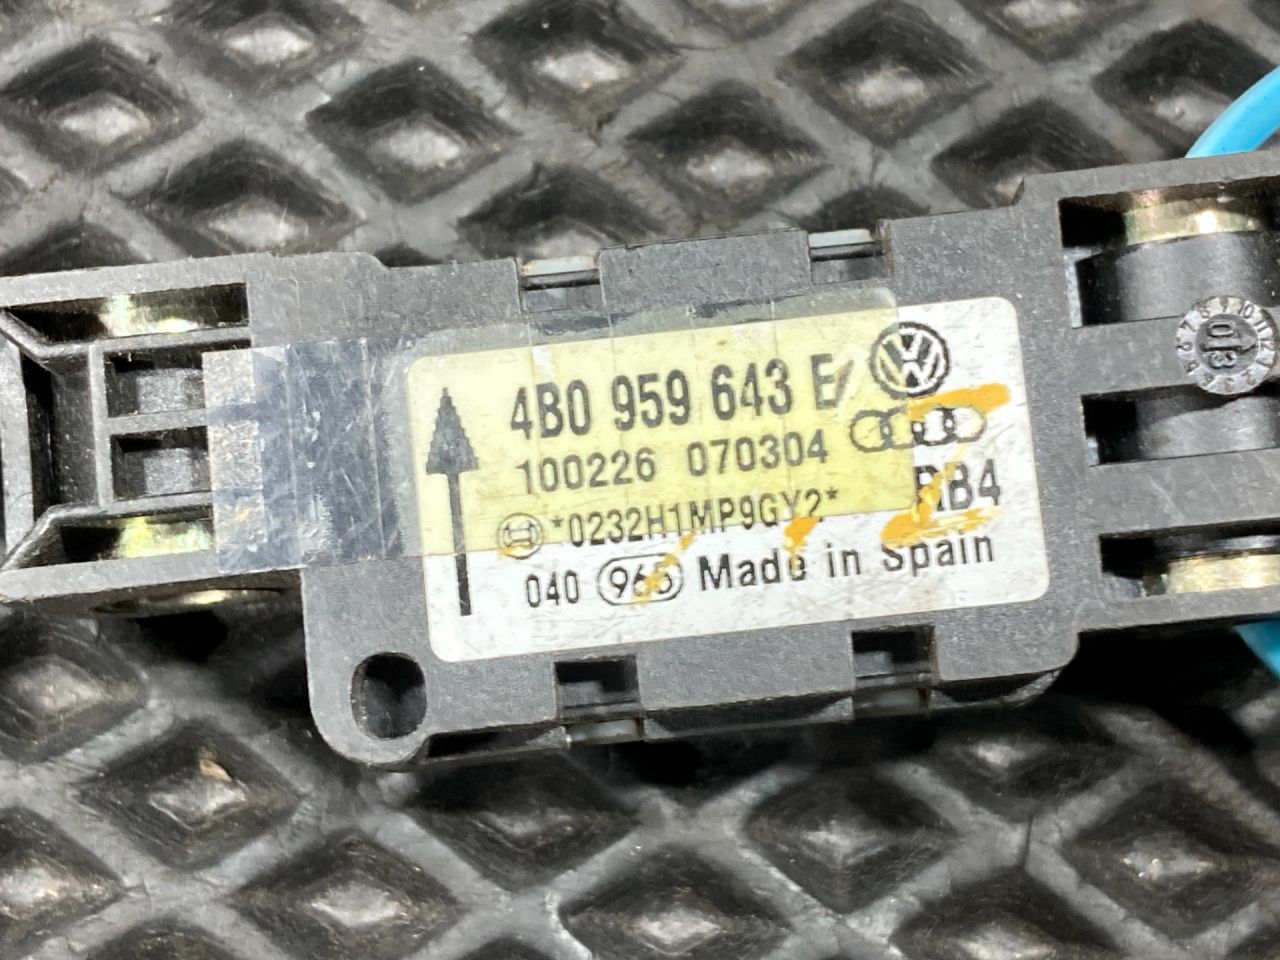 4B0 959 643 E
100226 070304
*0232H1MP9GY2*
RB4
040 965 Made in Spain